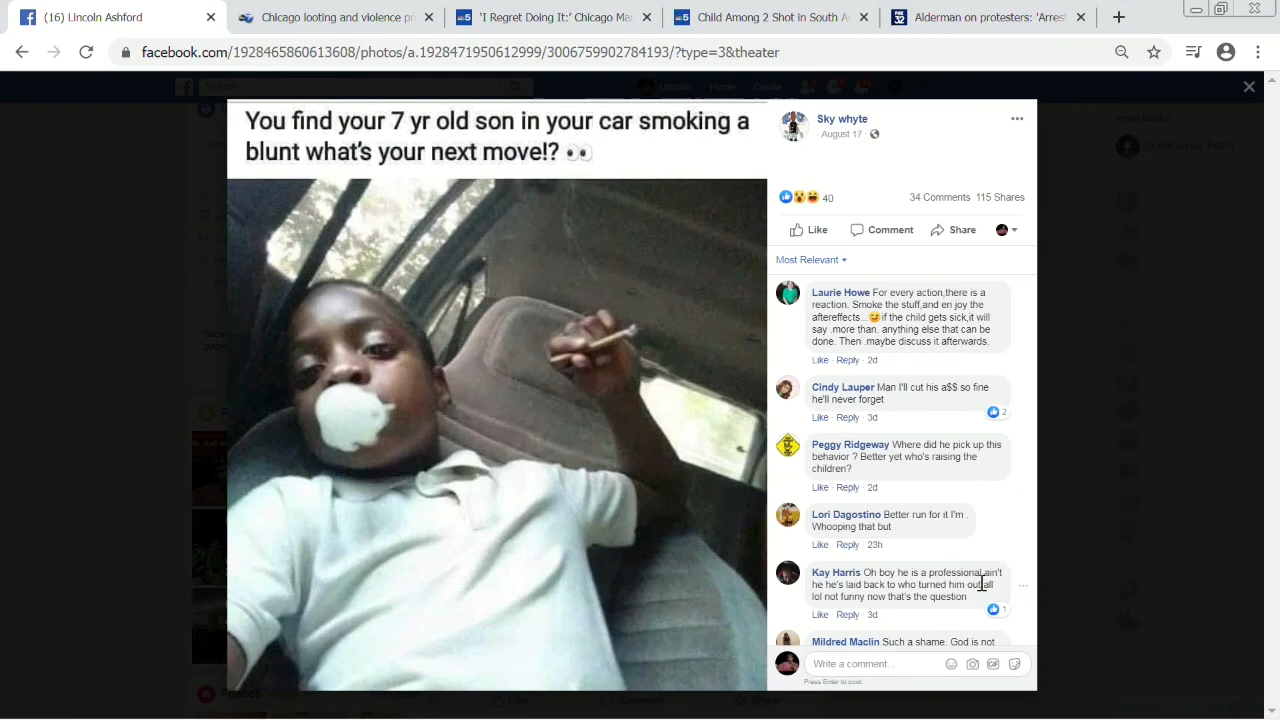 (16) Lincoln Ashford
Chicago looting and violence pr
'I Regret Doing It:' Chicago Ma
Child Among 2 Shot in South A
Alderman on protesters: 'Arres
facebook.com/1928465860613608/photos/a.1928471950612999/3006759902784193/?type=3&theater
Search
Home
Create
You find your 7 yr old son in your car smoking a
blunt what's your next move!? 👀
Sky whyte
· August 17 ·
40
34 Comments 115 Shares
Like Comment Share
Most Relevant
Laurie Howe For every action,there is a
reaction. Smoke the stuff,and en joy the
aftereffects...😅if the child gets sick,it will
say .more than. anything else that can be
done. Then .maybe discuss it afterwards.
Like · Reply · 2d
Cindy Lauper Man I'll cut his a$$ so fine
he'll never forget
2
Like · Reply · 3d
Peggy Ridgeway Where did he pick up this
behavior ? Better yet who's raising the
children?
Like · Reply · 2d
Lori Dagostino Better run for it I'm .
Whooping that but
Like · Reply · 23h
Kay Harris Oh boy he is a professional ain't
he he's laid back to who turned him out all
lol not funny now that's the question
1
Like · Reply · 3d
Mildred Maclin Such a shame. God is not
Write a comment...
Press Enter to post.
Friends